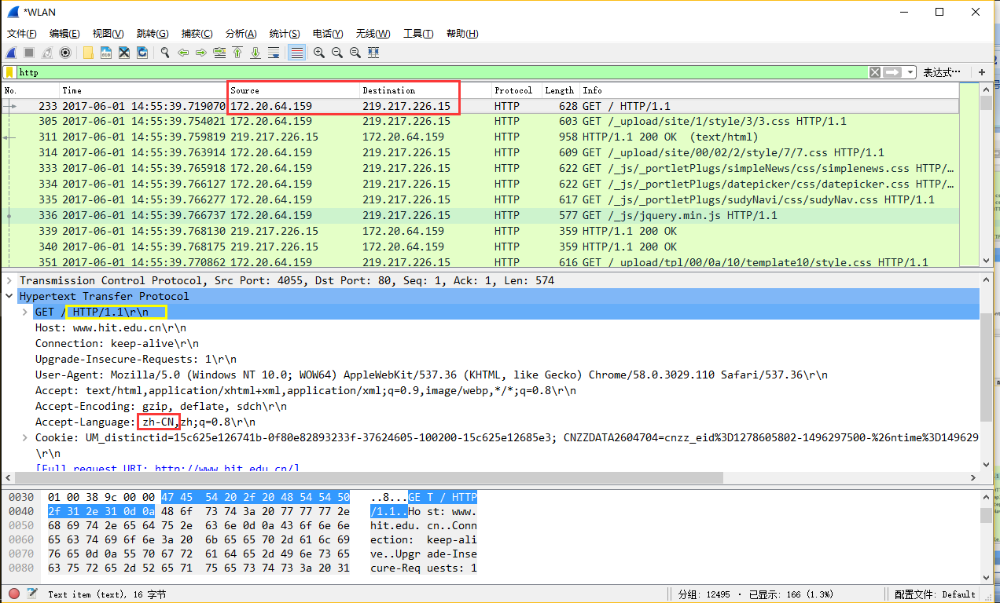 *WLAN
文件(F) 编辑(E) 视图(V) 跳转(G) 捕获(C) 分析(A) 统计(S) 电话(Y) 无线(W) 工具(T) 帮助(H)
http 表达式…
No. Time Source Destination Protocol Length Info
233 2017-06-01 14:55:39.719070 172.20.64.159 219.217.226.15 HTTP 628 GET / HTTP/1.1
305 2017-06-01 14:55:39.754021 172.20.64.159 219.217.226.15 HTTP 603 GET /_upload/site/1/style/3/3.css HTTP/1.1
311 2017-06-01 14:55:39.759819 219.217.226.15 172.20.64.159 HTTP 958 HTTP/1.1 200 OK (text/html)
314 2017-06-01 14:55:39.763914 172.20.64.159 219.217.226.15 HTTP 609 GET /_upload/site/00/02/2/style/7/7.css HTTP/1.1
333 2017-06-01 14:55:39.765918 172.20.64.159 219.217.226.15 HTTP 622 GET /_js/_portletPlugs/simpleNews/css/simplenews.css HTTP/…
334 2017-06-01 14:55:39.766127 172.20.64.159 219.217.226.15 HTTP 622 GET /_js/_portletPlugs/datepicker/css/datepicker.css HTTP/…
335 2017-06-01 14:55:39.766277 172.20.64.159 219.217.226.15 HTTP 617 GET /_js/_portletPlugs/sudyNavi/css/sudyNav.css HTTP/1.1
336 2017-06-01 14:55:39.766737 172.20.64.159 219.217.226.15 HTTP 577 GET /_js/jquery.min.js HTTP/1.1
339 2017-06-01 14:55:39.768130 219.217.226.15 172.20.64.159 HTTP 359 HTTP/1.1 200 OK
340 2017-06-01 14:55:39.768175 219.217.226.15 172.20.64.159 HTTP 359 HTTP/1.1 200 OK
351 2017-06-01 14:55:39.770862 172.20.64.159 219.217.226.15 HTTP 616 GET /_upload/tpl/00/0a/10/template10/style.css HTTP/1.1
Transmission Control Protocol, Src Port: 4055, Dst Port: 80, Seq: 1, Ack: 1, Len: 574
Hypertext Transfer Protocol
GET / HTTP/1.1\r\n
Host: www.hit.edu.cn\r\n
Connection: keep-alive\r\n
Upgrade-Insecure-Requests: 1\r\n
User-Agent: Mozilla/5.0 (Windows NT 10.0; WOW64) AppleWebKit/537.36 (KHTML, like Gecko) Chrome/58.0.3029.110 Safari/537.36\r\n
Accept: text/html,application/xhtml+xml,application/xml;q=0.9,image/webp,*/*;q=0.8\r\n
Accept-Encoding: gzip, deflate, sdch\r\n
Accept-Language: zh-CN,zh;q=0.8\r\n
Cookie: UM_distinctid=15c625e126741b-0f80e82893233f-37624605-100200-15c625e12685e3; CNZZDATA2604704=cnzz_eid%3D1278605802-1496297500-%26ntime%3D149629
\r\n
[Full request URI: http://www.hit.edu.cn/]
0030 01 00 38 9c 00 00 47 45 54 20 2f 20 48 54 54 50 ..8...GE T / HTTP
0040 2f 31 2e 31 0d 0a 48 6f 73 74 3a 20 77 77 77 2e /1.1..Ho st: www.
0050 68 69 74 2e 65 64 75 2e 63 6e 0d 0a 43 6f 6e 6e hit.edu. cn..Conn
0060 65 63 74 69 6f 6e 3a 20 6b 65 65 70 2d 61 6c 69 ection: keep-ali
0070 76 65 0d 0a 55 70 67 72 61 64 65 2d 49 6e 73 65 ve..Upgr ade-Inse
0080 63 75 72 65 2d 52 65 71 75 65 73 74 73 3a 20 31 cure-Req uests: 1
Text item (text), 16 字节 分组: 12495 · 已显示: 166 (1.3%) 配置文件: Default